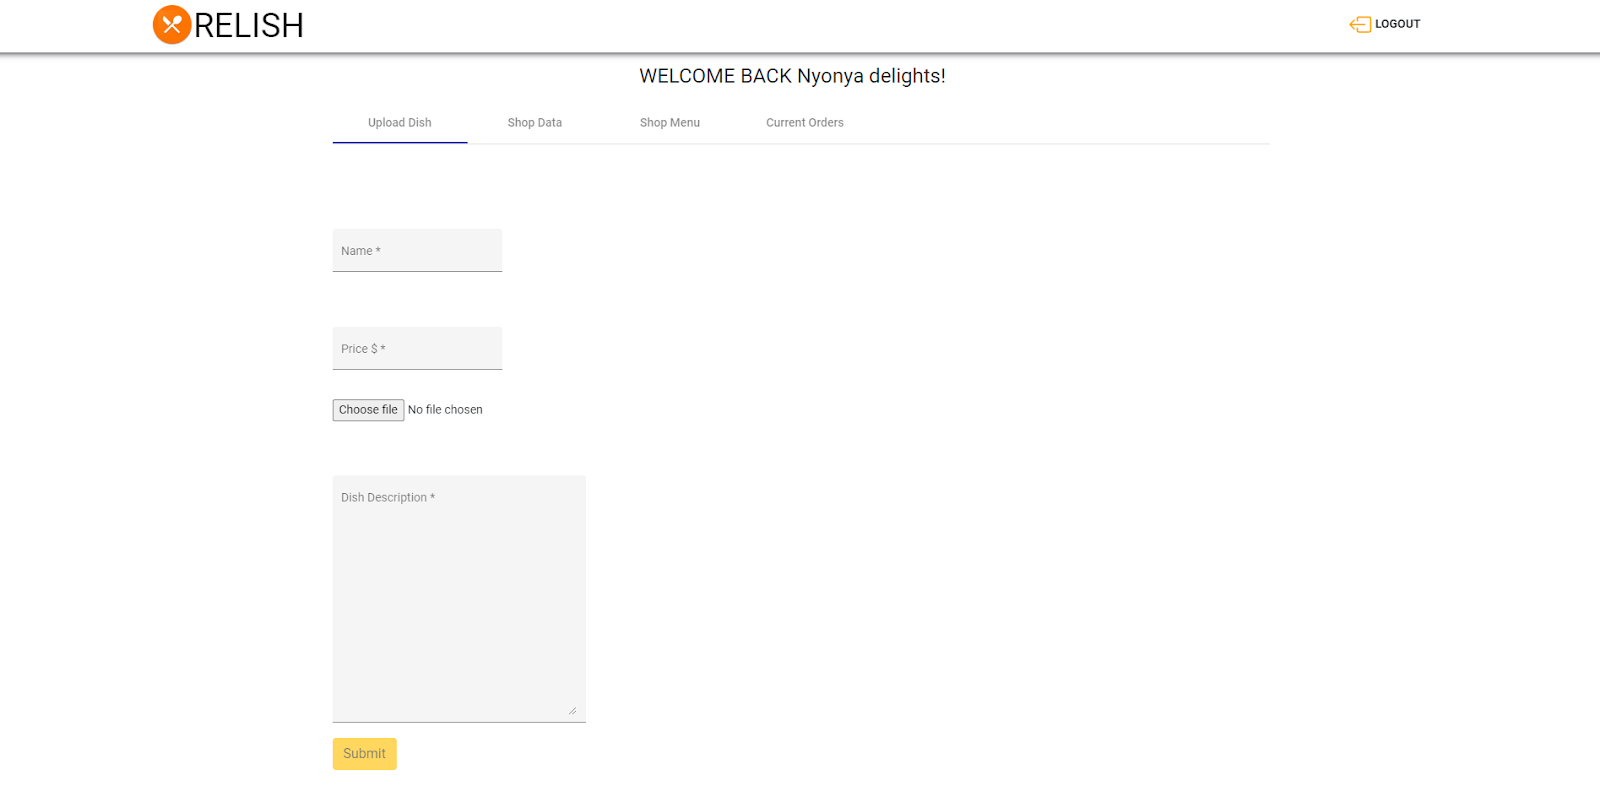 RELISH
LOGOUT
WELCOME BACK Nyonya delights!
Upload Dish Shop Data Shop Menu Current Orders
Name *
Price $ *
Choose file No file chosen
Dish Description *
Submit